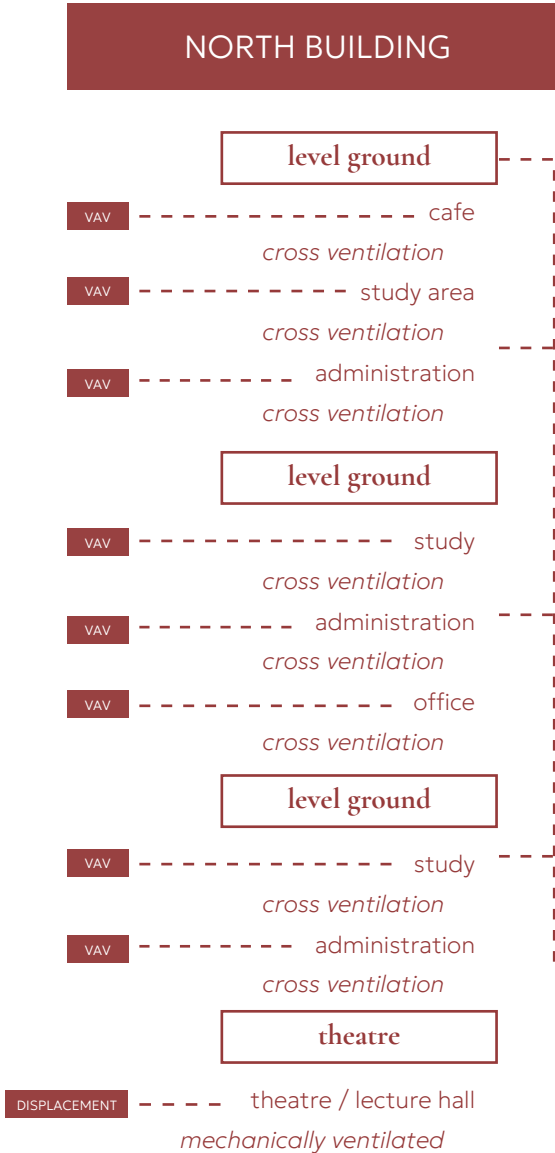 NORTH BUILDING
level ground
VAV cafe
cross ventilation
VAV study area
cross ventilation
VAV administration
cross ventilation
level ground
VAV study
cross ventilation
VAV administration
cross ventilation
VAV office
cross ventilation
level ground
VAV study
cross ventilation
VAV administration
cross ventilation
theatre
DISPLACEMENT theatre / lecture hall
mechanically ventilated